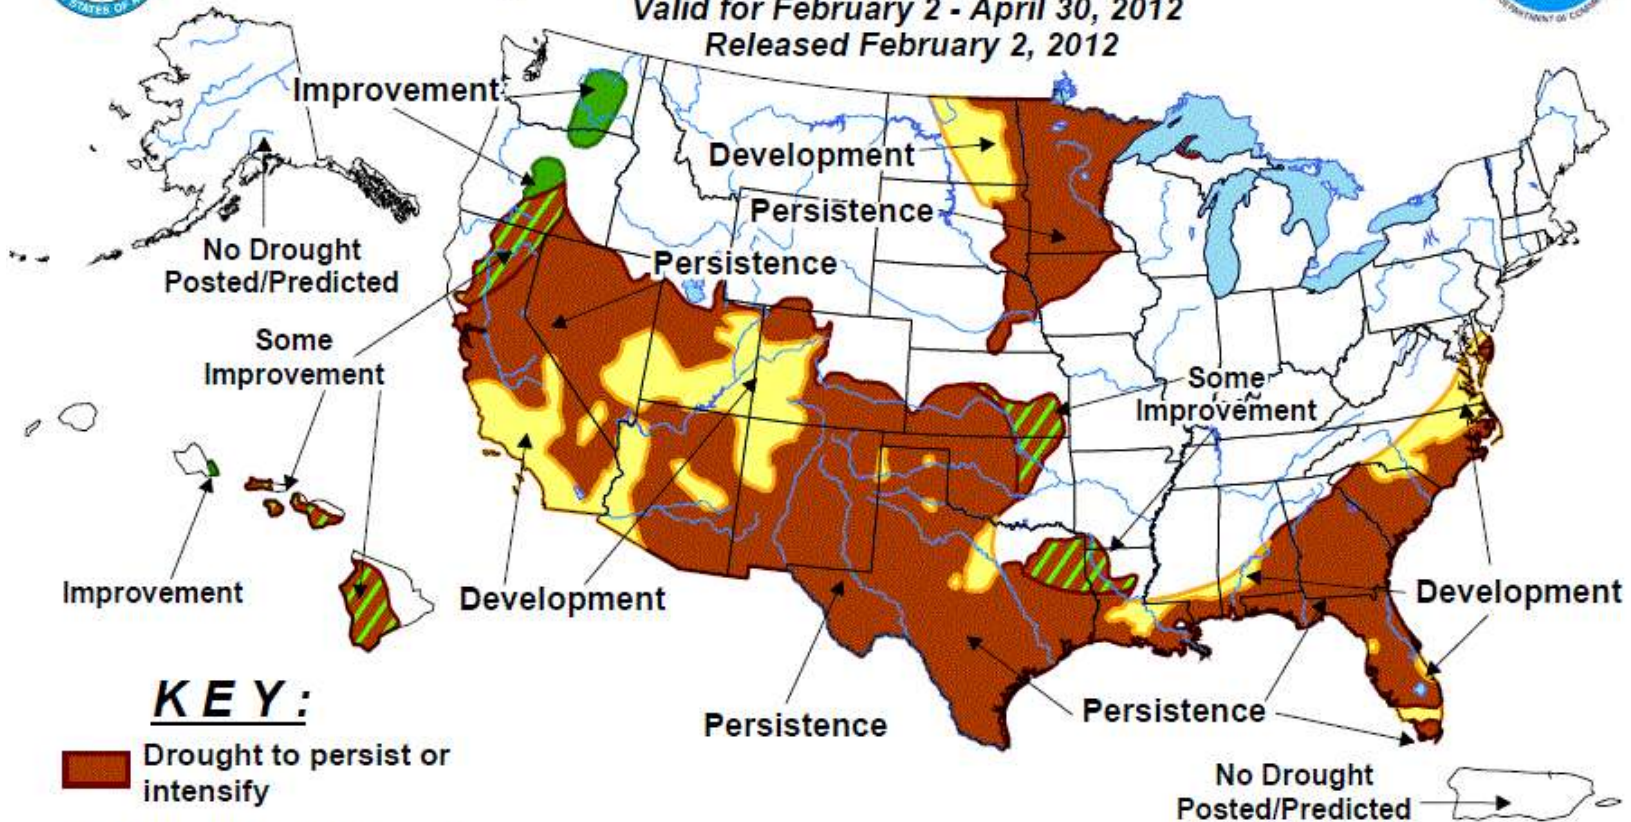 STATES OF
Valid for February 2 - April 30, 2012
Released February 2, 2012
Improvement
Development
Persistence
No Drought
Posted/Predicted
Persistence
Some
Improvement
Some
Improvement
Improvement
Development
Development
Persistence
Persistence
No Drought
Posted/Predicted
KEY:
Drought to persist or
intensify